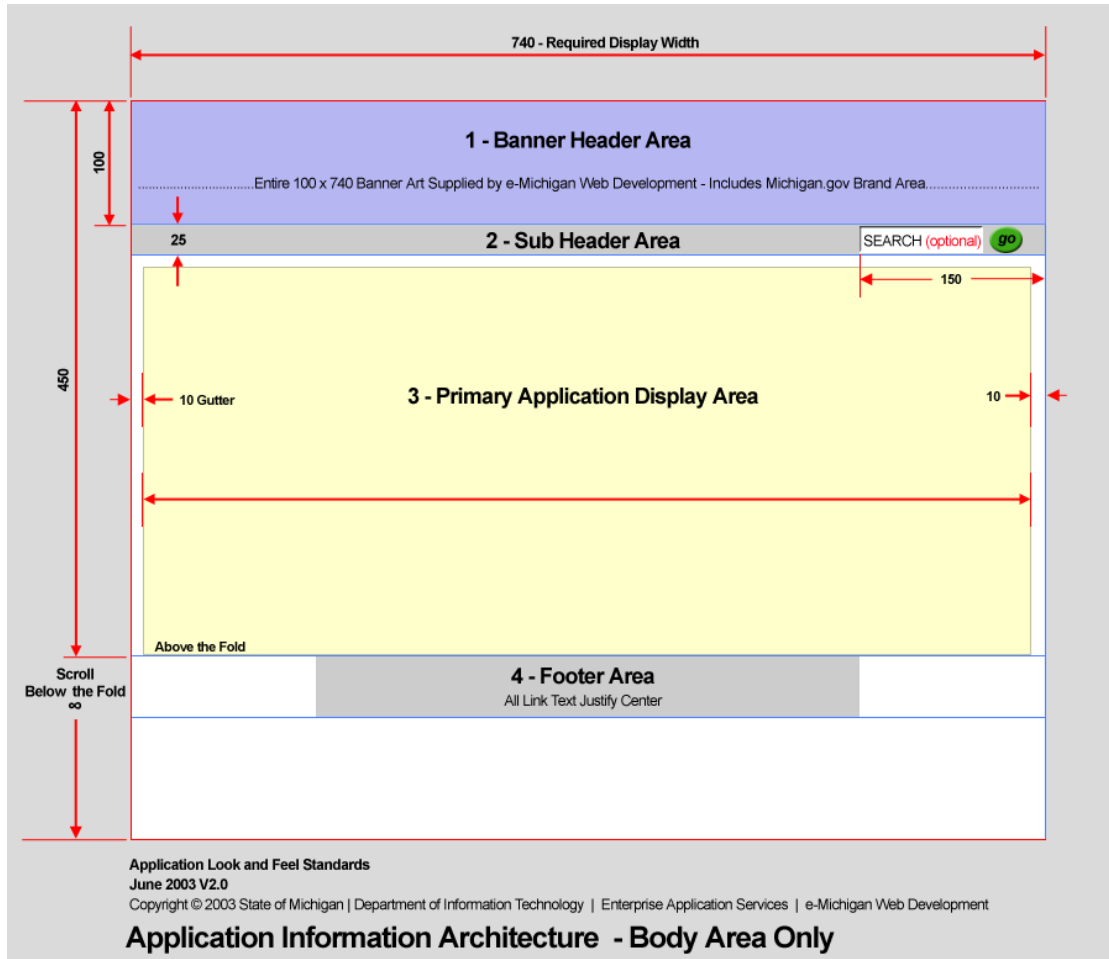 740 - Required Display Width
1 - Banner Header Area
100
Entire 100 x 740 Banner Art Supplied by e-Michigan Web Development - Includes Michigan.gov Brand Area
25
2 - Sub Header Area
SEARCH (optional) go
150
450
3 - Primary Application Display Area
10 Gutter
10
Above the Fold
Scroll
Below the Fold
∞
4 - Footer Area
All Link Text Justify Center
Application Look and Feel Standards
June 2003 V2.0
Copyright © 2003 State of Michigan | Department of Information Technology | Enterprise Application Services | e-Michigan Web Development
Application Information Architecture - Body Area Only